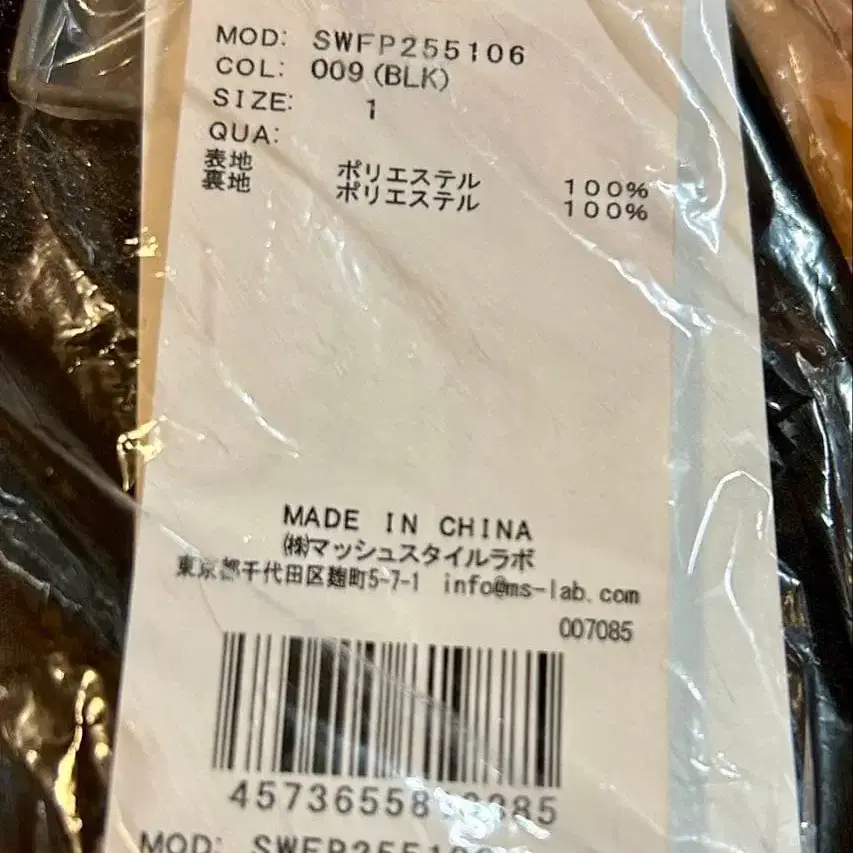 MOD: SWFP255106
COL: 009(BLK)
SIZE: 1
QUA:
表地 ポリエステル 100%
裏地 ポリエステル 100%
MADE IN CHINA
㈱マッシュスタイルラボ
東京都千代田区麹町5-7-1 info@ms-lab.com
007085
MOD: SWFP255106